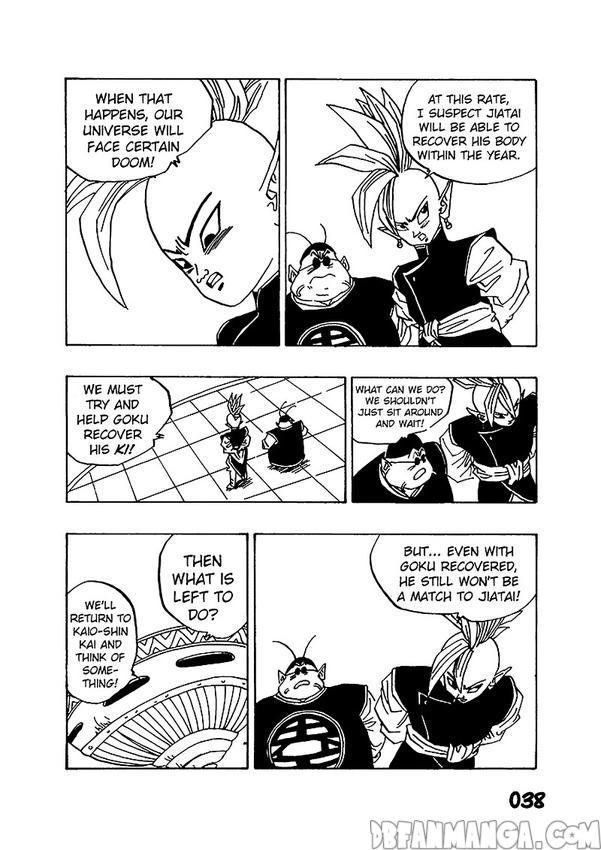 AT THIS RATE,
I SUSPECT JIATAI
WILL BE ABLE TO
RECOVER HIS BODY
WITHIN THE YEAR.
WHEN THAT
HAPPENS, OUR
UNIVERSE WILL
FACE CERTAIN
DOOM!
WHAT CAN WE DO?
WE SHOULDN'T
JUST SIT AROUND
AND WAIT!
WE MUST
TRY AND
HELP GOKU
RECOVER
HIS KI!
BUT... EVEN WITH
GOKU RECOVERED,
HE STILL WON'T BE
A MATCH TO JIATAI!
THEN
WHAT IS
LEFT TO
DO?
WE'LL
RETURN TO
KAIO-SHIN
KAI AND
THINK OF
SOME-
THING!
038
DBFANMANGA.COM